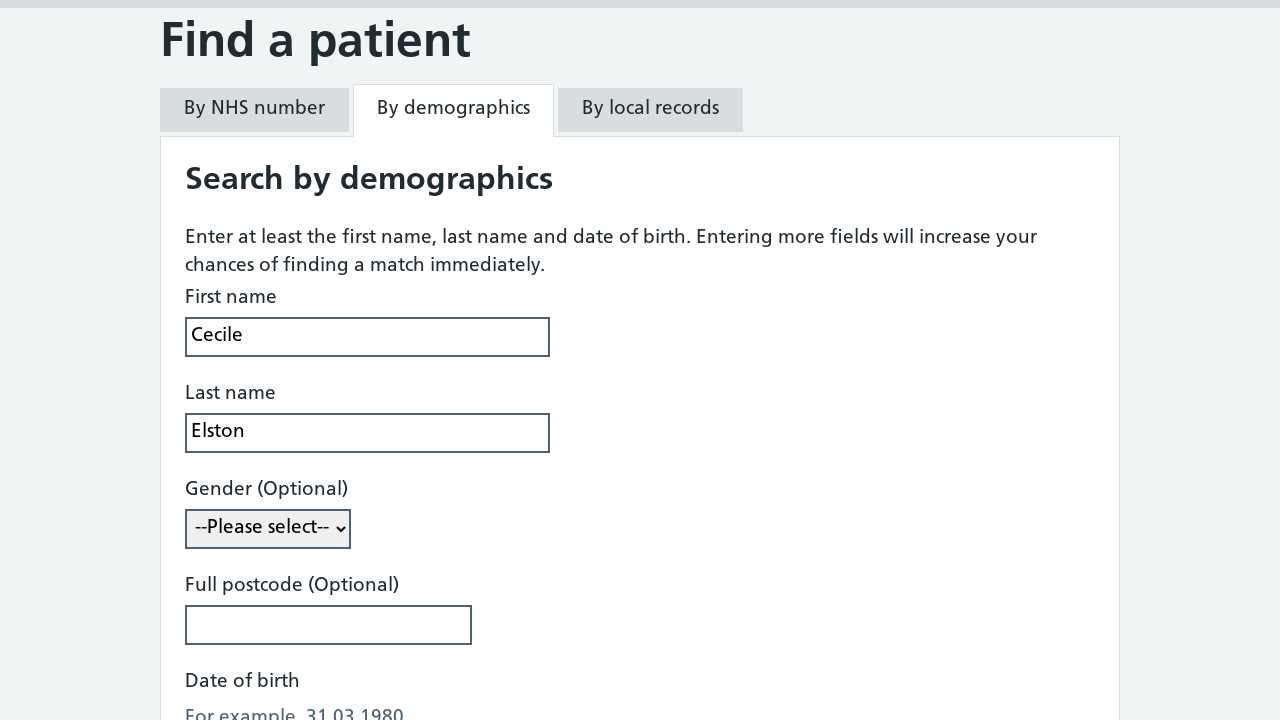 Find a patient
By NHS number
By demographics
By local records
Search by demographics
Enter at least the first name, last name and date of birth. Entering more fields will increase your
chances of finding a match immediately.
First name
Cecile
Last name
Elston
Gender (Optional)
--Please select--
Full postcode (Optional)
Date of birth
For example, 31 03 1980